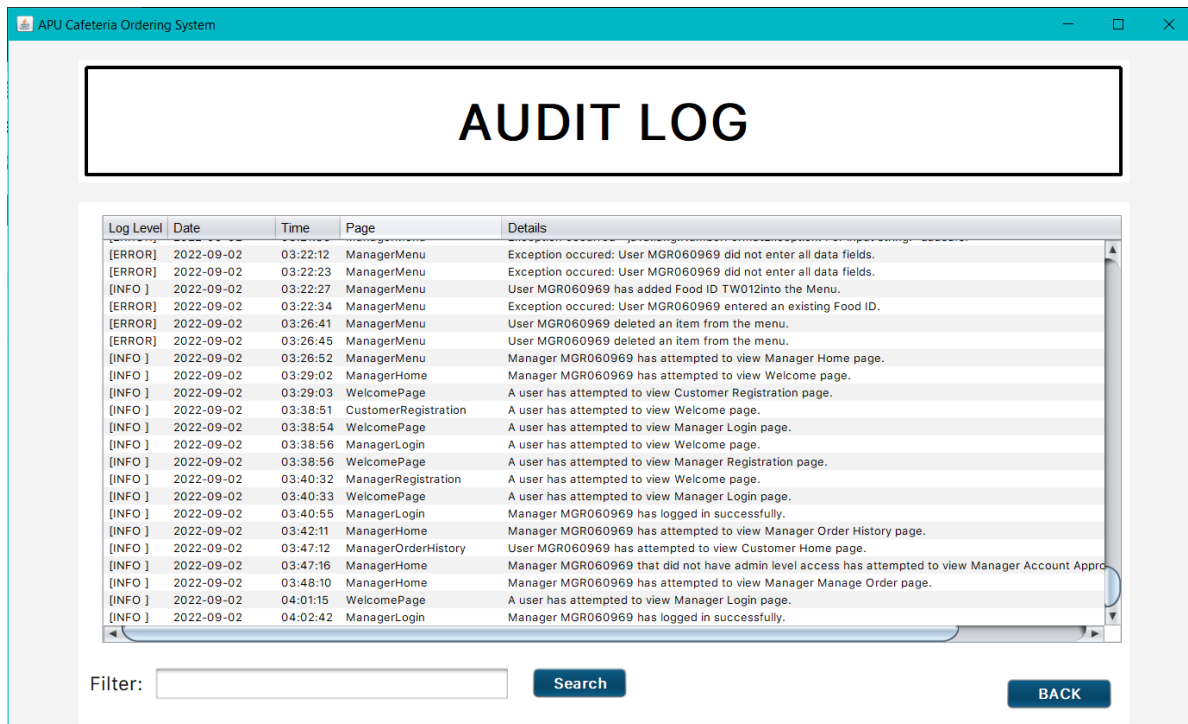 APU Cafeteria Ordering System
AUDIT LOG
Log Level Date Time Page Details
[ERROR] 2022-09-02 03:22:12 ManagerMenu Exception occured: User MGR060969 did not enter all data fields.
[ERROR] 2022-09-02 03:22:23 ManagerMenu Exception occured: User MGR060969 did not enter all data fields.
[INFO ] 2022-09-02 03:22:27 ManagerMenu User MGR060969 has added Food ID TW012into the Menu.
[ERROR] 2022-09-02 03:22:34 ManagerMenu Exception occured: User MGR060969 entered an existing Food ID.
[ERROR] 2022-09-02 03:26:41 ManagerMenu User MGR060969 deleted an item from the menu.
[ERROR] 2022-09-02 03:26:45 ManagerMenu User MGR060969 deleted an item from the menu.
[INFO ] 2022-09-02 03:26:52 ManagerMenu Manager MGR060969 has attempted to view Manager Home page.
[INFO ] 2022-09-02 03:29:02 ManagerHome Manager MGR060969 has attempted to view Welcome page.
[INFO ] 2022-09-02 03:29:03 WelcomePage A user has attempted to view Customer Registration page.
[INFO ] 2022-09-02 03:38:51 CustomerRegistration A user has attempted to view Welcome page.
[INFO ] 2022-09-02 03:38:54 WelcomePage A user has attempted to view Manager Login page.
[INFO ] 2022-09-02 03:38:56 ManagerLogin A user has attempted to view Welcome page.
[INFO ] 2022-09-02 03:38:56 WelcomePage A user has attempted to view Manager Registration page.
[INFO ] 2022-09-02 03:40:32 ManagerRegistration A user has attempted to view Welcome page.
[INFO ] 2022-09-02 03:40:33 WelcomePage A user has attempted to view Manager Login page.
[INFO ] 2022-09-02 03:40:55 ManagerLogin Manager MGR060969 has logged in successfully.
[INFO ] 2022-09-02 03:42:11 ManagerHome Manager MGR060969 has attempted to view Manager Order History page.
[INFO ] 2022-09-02 03:47:12 ManagerOrderHistory User MGR060969 has attempted to view Customer Home page.
[INFO ] 2022-09-02 03:47:16 ManagerHome Manager MGR060969 that did not have admin level access has attempted to view Manager Account Appro
[INFO ] 2022-09-02 03:48:10 ManagerHome Manager MGR060969 has attempted to view Manager Manage Order page.
[INFO ] 2022-09-02 04:01:15 WelcomePage A user has attempted to view Manager Login page.
[INFO ] 2022-09-02 04:02:42 ManagerLogin Manager MGR060969 has logged in successfully.
Filter:
Search
BACK